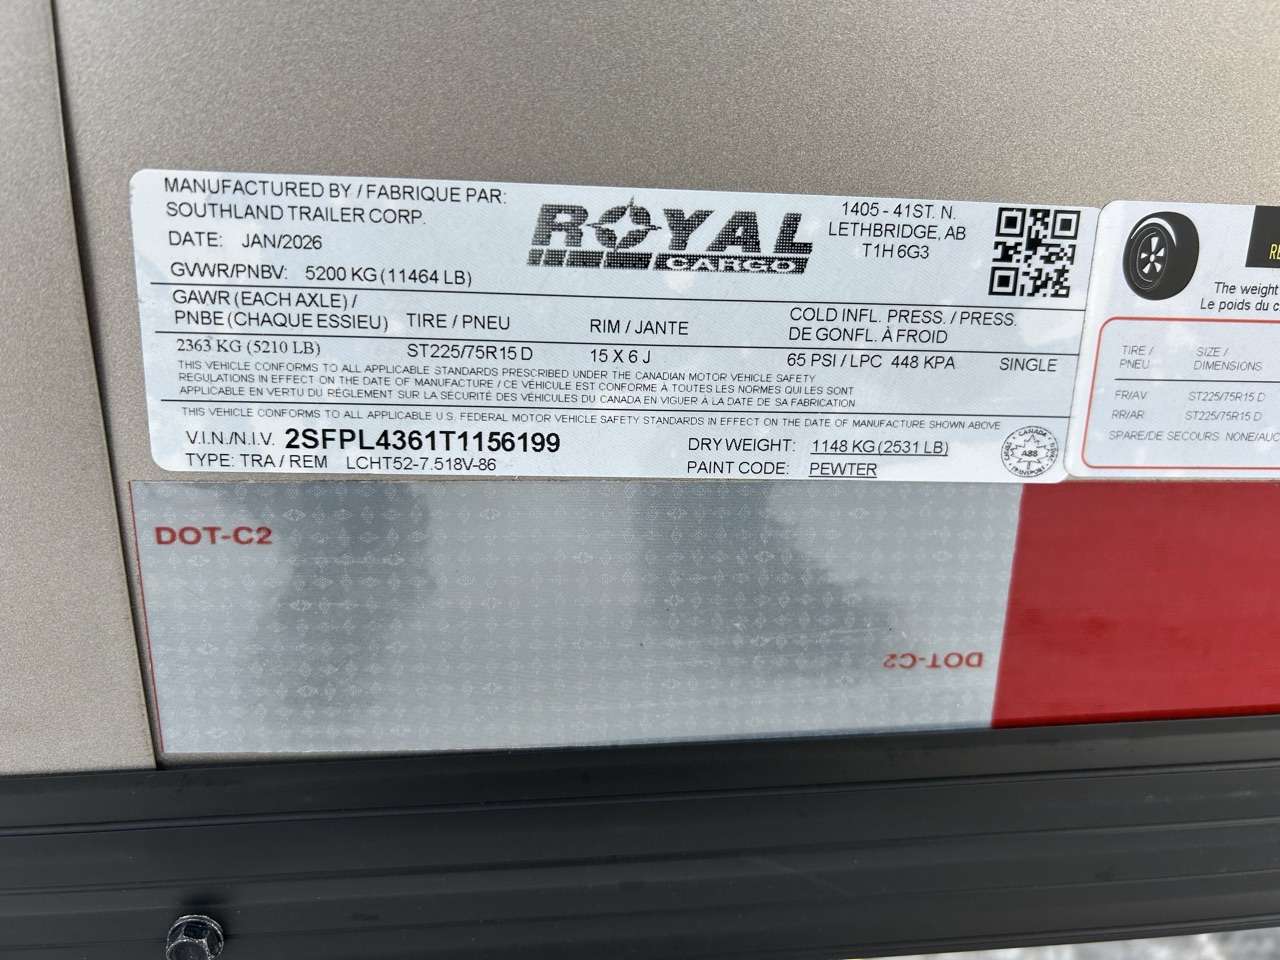 MANUFACTURED BY / FABRIQUE PAR:
SOUTHLAND TRAILER CORP.
DATE: JAN/2026
GVWR/PNBV: 5200 KG (11464 LB)
ROYAL
CARGO
1405 - 41ST. N.
LETHBRIDGE, AB
T1H 6G3
GAWR (EACH AXLE) /
PNBE (CHAQUE ESSIEU) TIRE / PNEU RIM / JANTE COLD INFL. PRESS. / PRESS.
DE GONFL. À FROID
2363 KG (5210 LB) ST225/75R15 D 15 X 6 J 65 PSI / LPC 448 KPA SINGLE
THIS VEHICLE CONFORMS TO ALL APPLICABLE STANDARDS PRESCRIBED UNDER THE CANADIAN MOTOR VEHICLE SAFETY
REGULATIONS IN EFFECT ON THE DATE OF MANUFACTURE / CE VÉHICULE EST CONFORME À TOUTES LES NORMES QUI LES SONT
APPLICABLE EN VERTU DU RÈGLEMENT SUR LA SECURITÉ DES VÉHICULES DU CANADA EN VIGUER À LA DATE DE SA FABRICATION
THIS VEHICLE CONFORMS TO ALL APPLICABLE U.S. FEDERAL MOTOR VEHICLE SAFETY STANDARDS IN EFFECT ON THE DATE OF MANUFACTURE SHOWN ABOVE
V.I.N./N.I.V. 2SFPL4361T1156199 DRY WEIGHT: 1148 KG (2531 LB)
TYPE: TRA / REM LCHT52-7.518V-86 PAINT CODE: PEWTER
CANADA
A88
TRANSPORT
The weight
Le poids du c
TIRE / SIZE /
PNEU DIMENSIONS
FR/AV ST225/75R15 D
RR/AR ST225/75R15 D
SPARE/DE SECOURS NONE/AUC
DOT-C2
DOT-C2